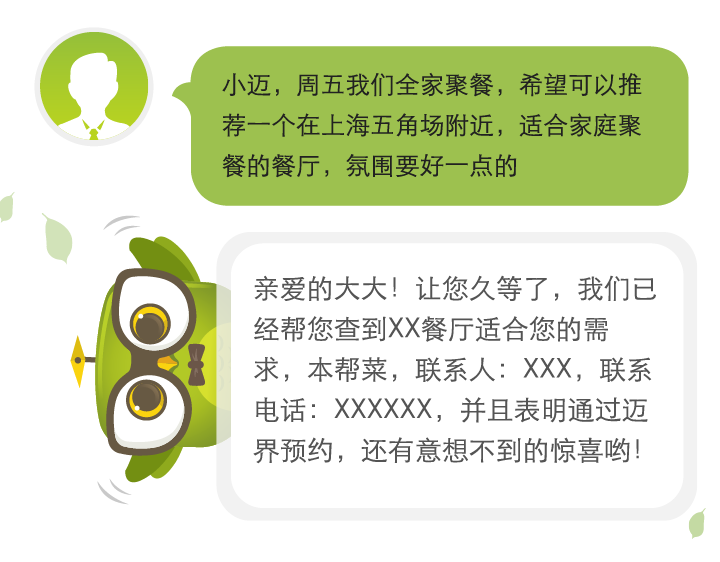 小迈，周五我们全家聚餐，希望可以推
荐一个在上海五角场附近，适合家庭聚
餐的餐厅，氛围要好一点的
亲爱的大大！让您久等了，我们已
经帮您查到XX餐厅适合您的需
求，本帮菜，联系人：XXX，联系
电话：XXXXXX，并且表明通过迈
界预约，还有意想不到的惊喜哟！